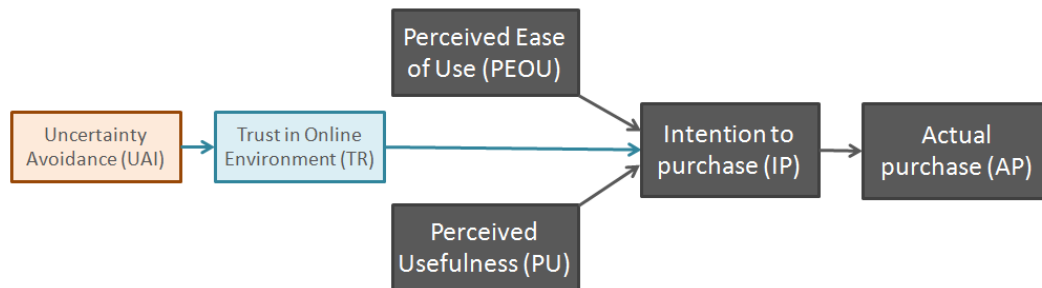 Perceived Ease
of Use (PEOU)
Uncertainty
Avoidance (UAI)
Trust in Online
Environment (TR)
Intention to
purchase (IP)
Actual
purchase (AP)
Perceived
Usefulness (PU)